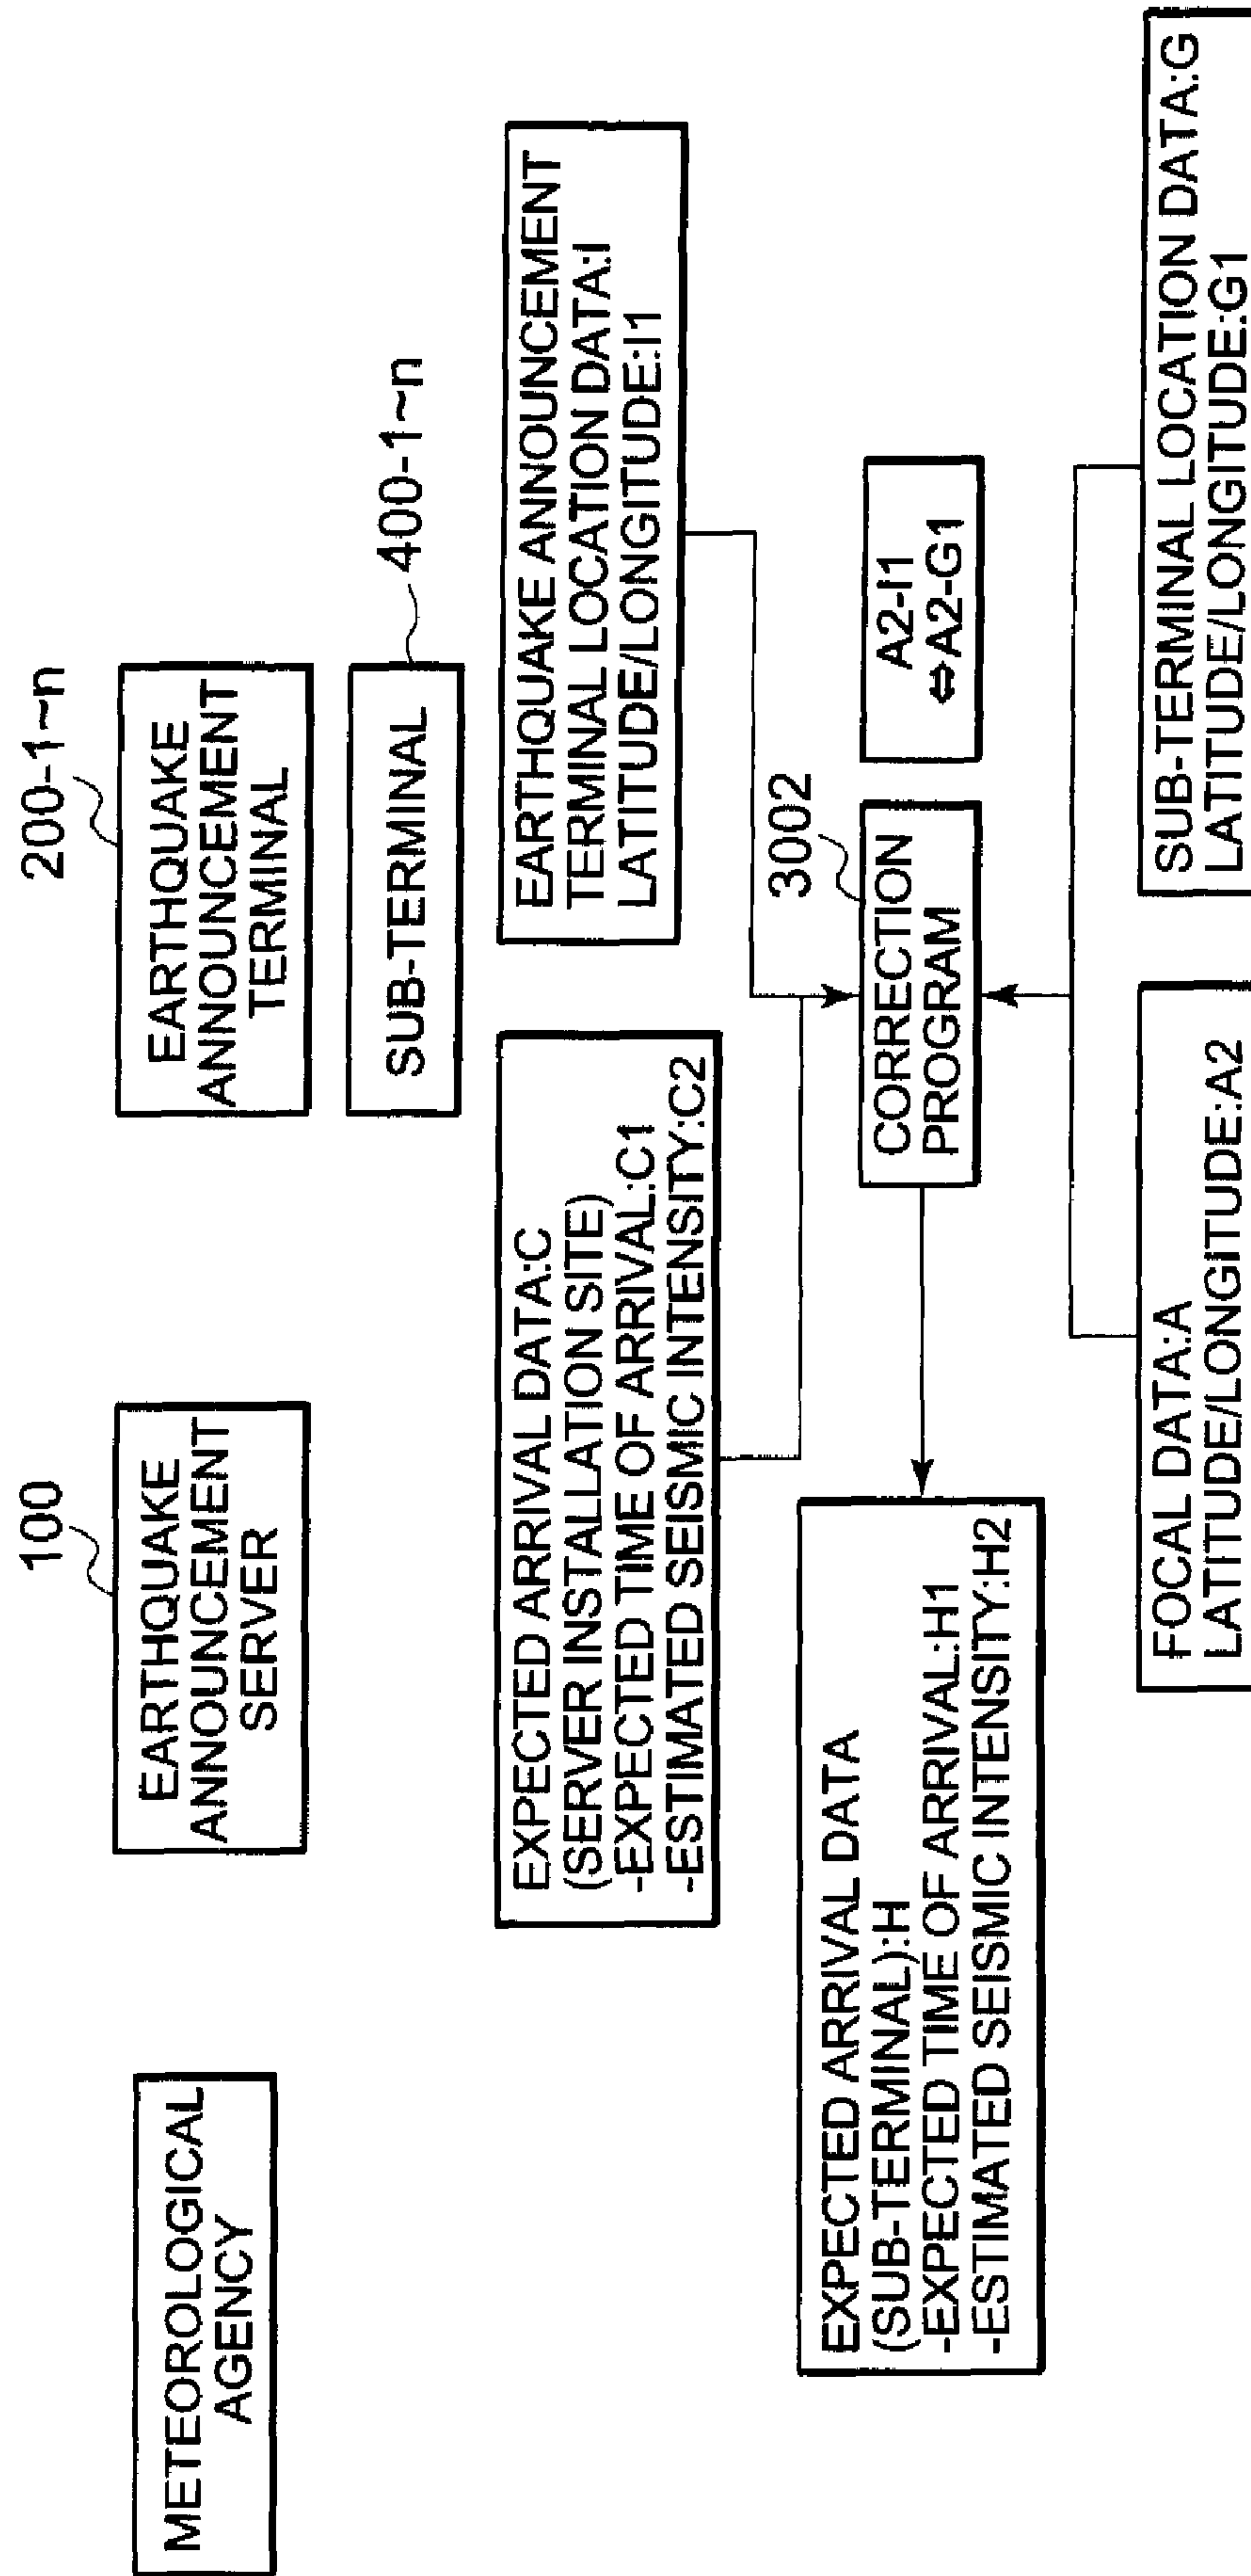 METEOROLOGICAL
AGENCY
100
EARTHQUAKE
ANNOUNCEMENT
SERVER
200-1~n
EARTHQUAKE
ANNOUNCEMENT
TERMINAL
SUB-TERMINAL
400-1~n
EXPECTED ARRIVAL DATA:C
(SERVER INSTALLATION SITE)
-EXPECTED TIME OF ARRIVAL:C1
-ESTIMATED SEISMIC INTENSITY:C2
EARTHQUAKE ANNOUNCEMENT
TERMINAL LOCATION DATA:I
LATITUDE/LONGITUDE:I1
EXPECTED ARRIVAL DATA
(SUB-TERMINAL):H
-EXPECTED TIME OF ARRIVAL:H1
-ESTIMATED SEISMIC INTENSITY:H2
3002
CORRECTION
PROGRAM
A2-I1
⇔A2-G1
FOCAL DATA:A
LATITUDE/LONGITUDE:A2
SUB-TERMINAL LOCATION DATA:G
LATITUDE/LONGITUDE:G1